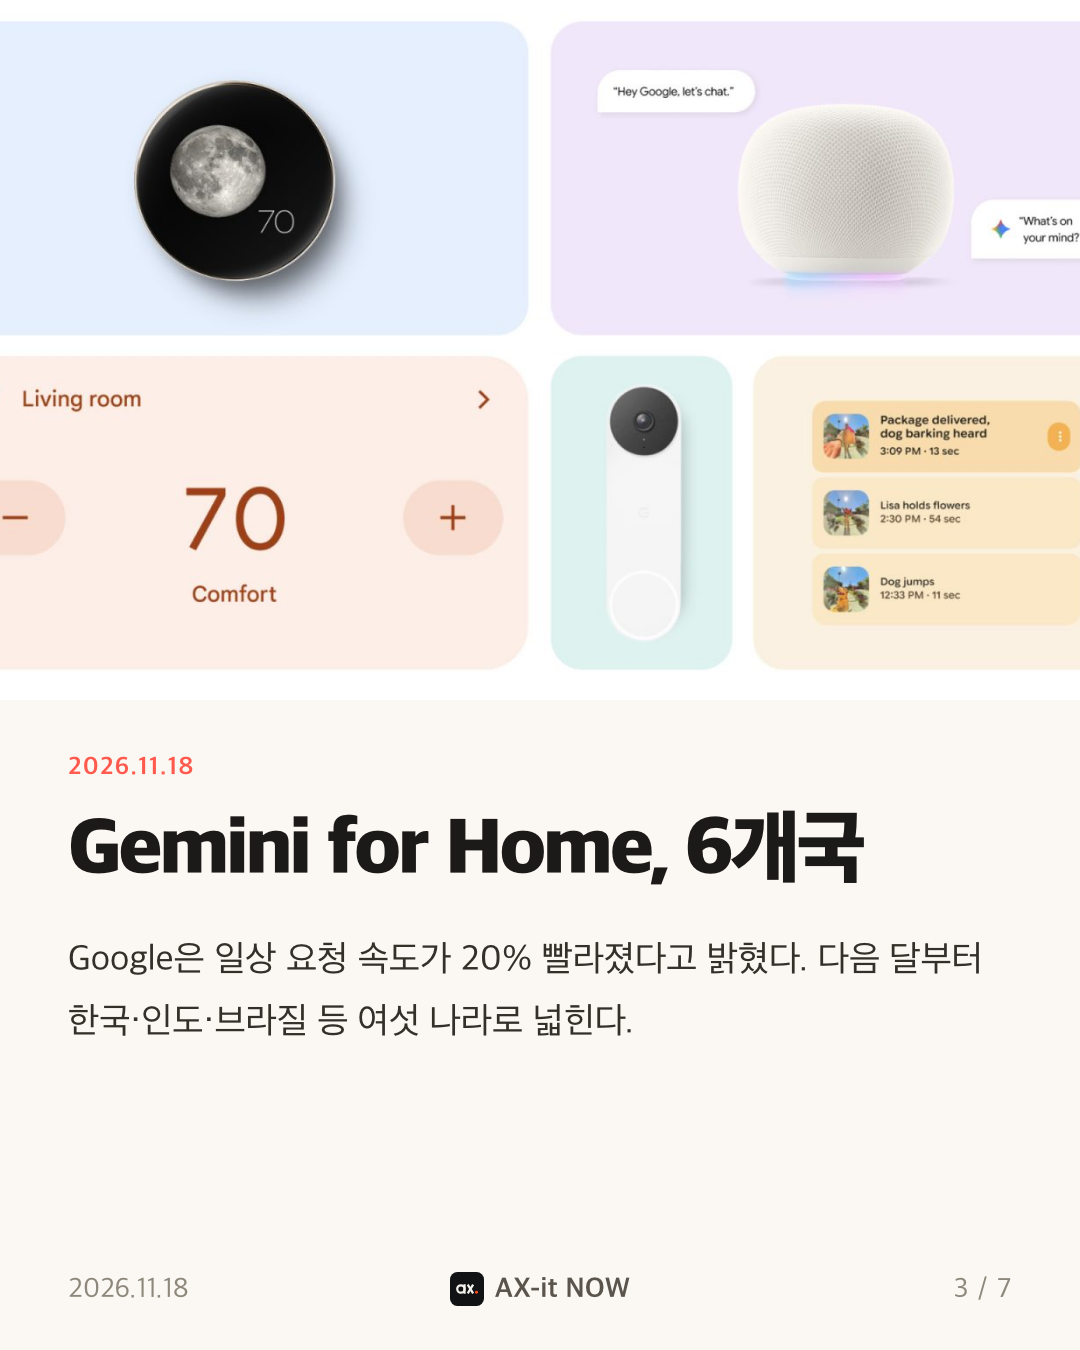 70
"Hey Google, let's chat."
"What's on
your mind?
Living room
70
Comfort
Package delivered,
dog barking heard
3:09 PM · 13 sec
Lisa holds flowers
2:30 PM · 54 sec
Dog jumps
12:33 PM · 11 sec
2026.11.18
Gemini for Home, 6개국
Google은 일상 요청 속도가 20% 빨라졌다고 밝혔다. 다음 달부터
한국·인도·브라질 등 여섯 나라로 넓힌다.
2026.11.18
ax. AX-it NOW
3 / 7